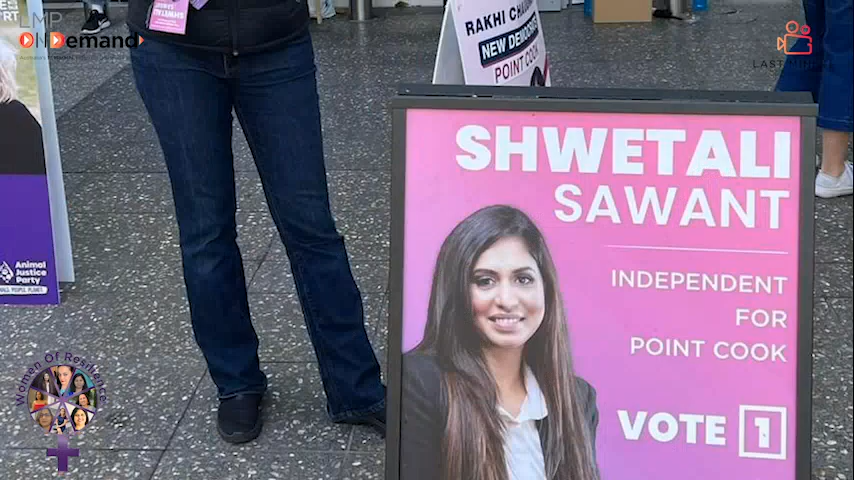 LMP
ONDemand
RAKHI
NEW
POINT COOK
SHWETALI
SAWANT
INDEPENDENT
FOR
POINT COOK
VOTE 1
Animal
Justice
Party
Women Of Resilience
LAST